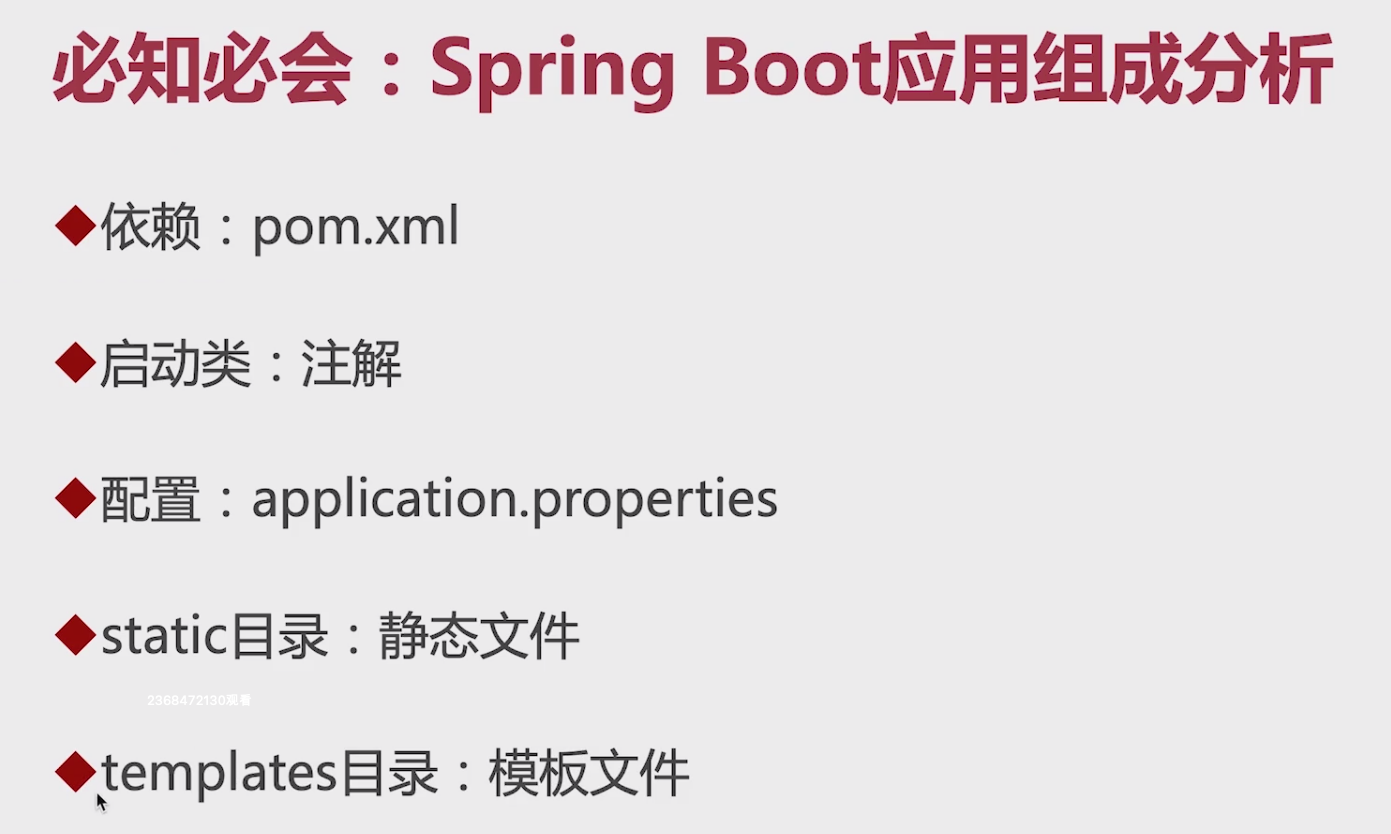 必知必会：Spring Boot应用组成分析
◆依赖：pom.xml
◆启动类：注解
◆配置：application.properties
◆static目录：静态文件
2368472130观看
◆templates目录：模板文件